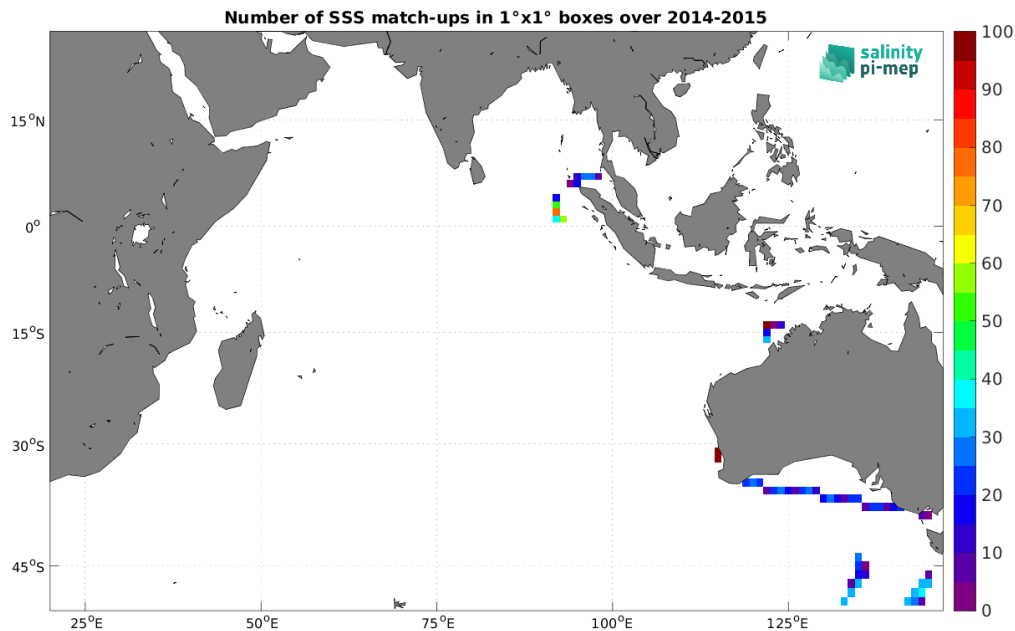 Number of SSS match-ups in 1°x1° boxes over 2014-2015
salinity
pi-mep
15°N
0°
15°S
30°S
45°S
25°E
50°E
75°E
100°E
125°E
100
90
80
70
60
50
40
30
20
10
0